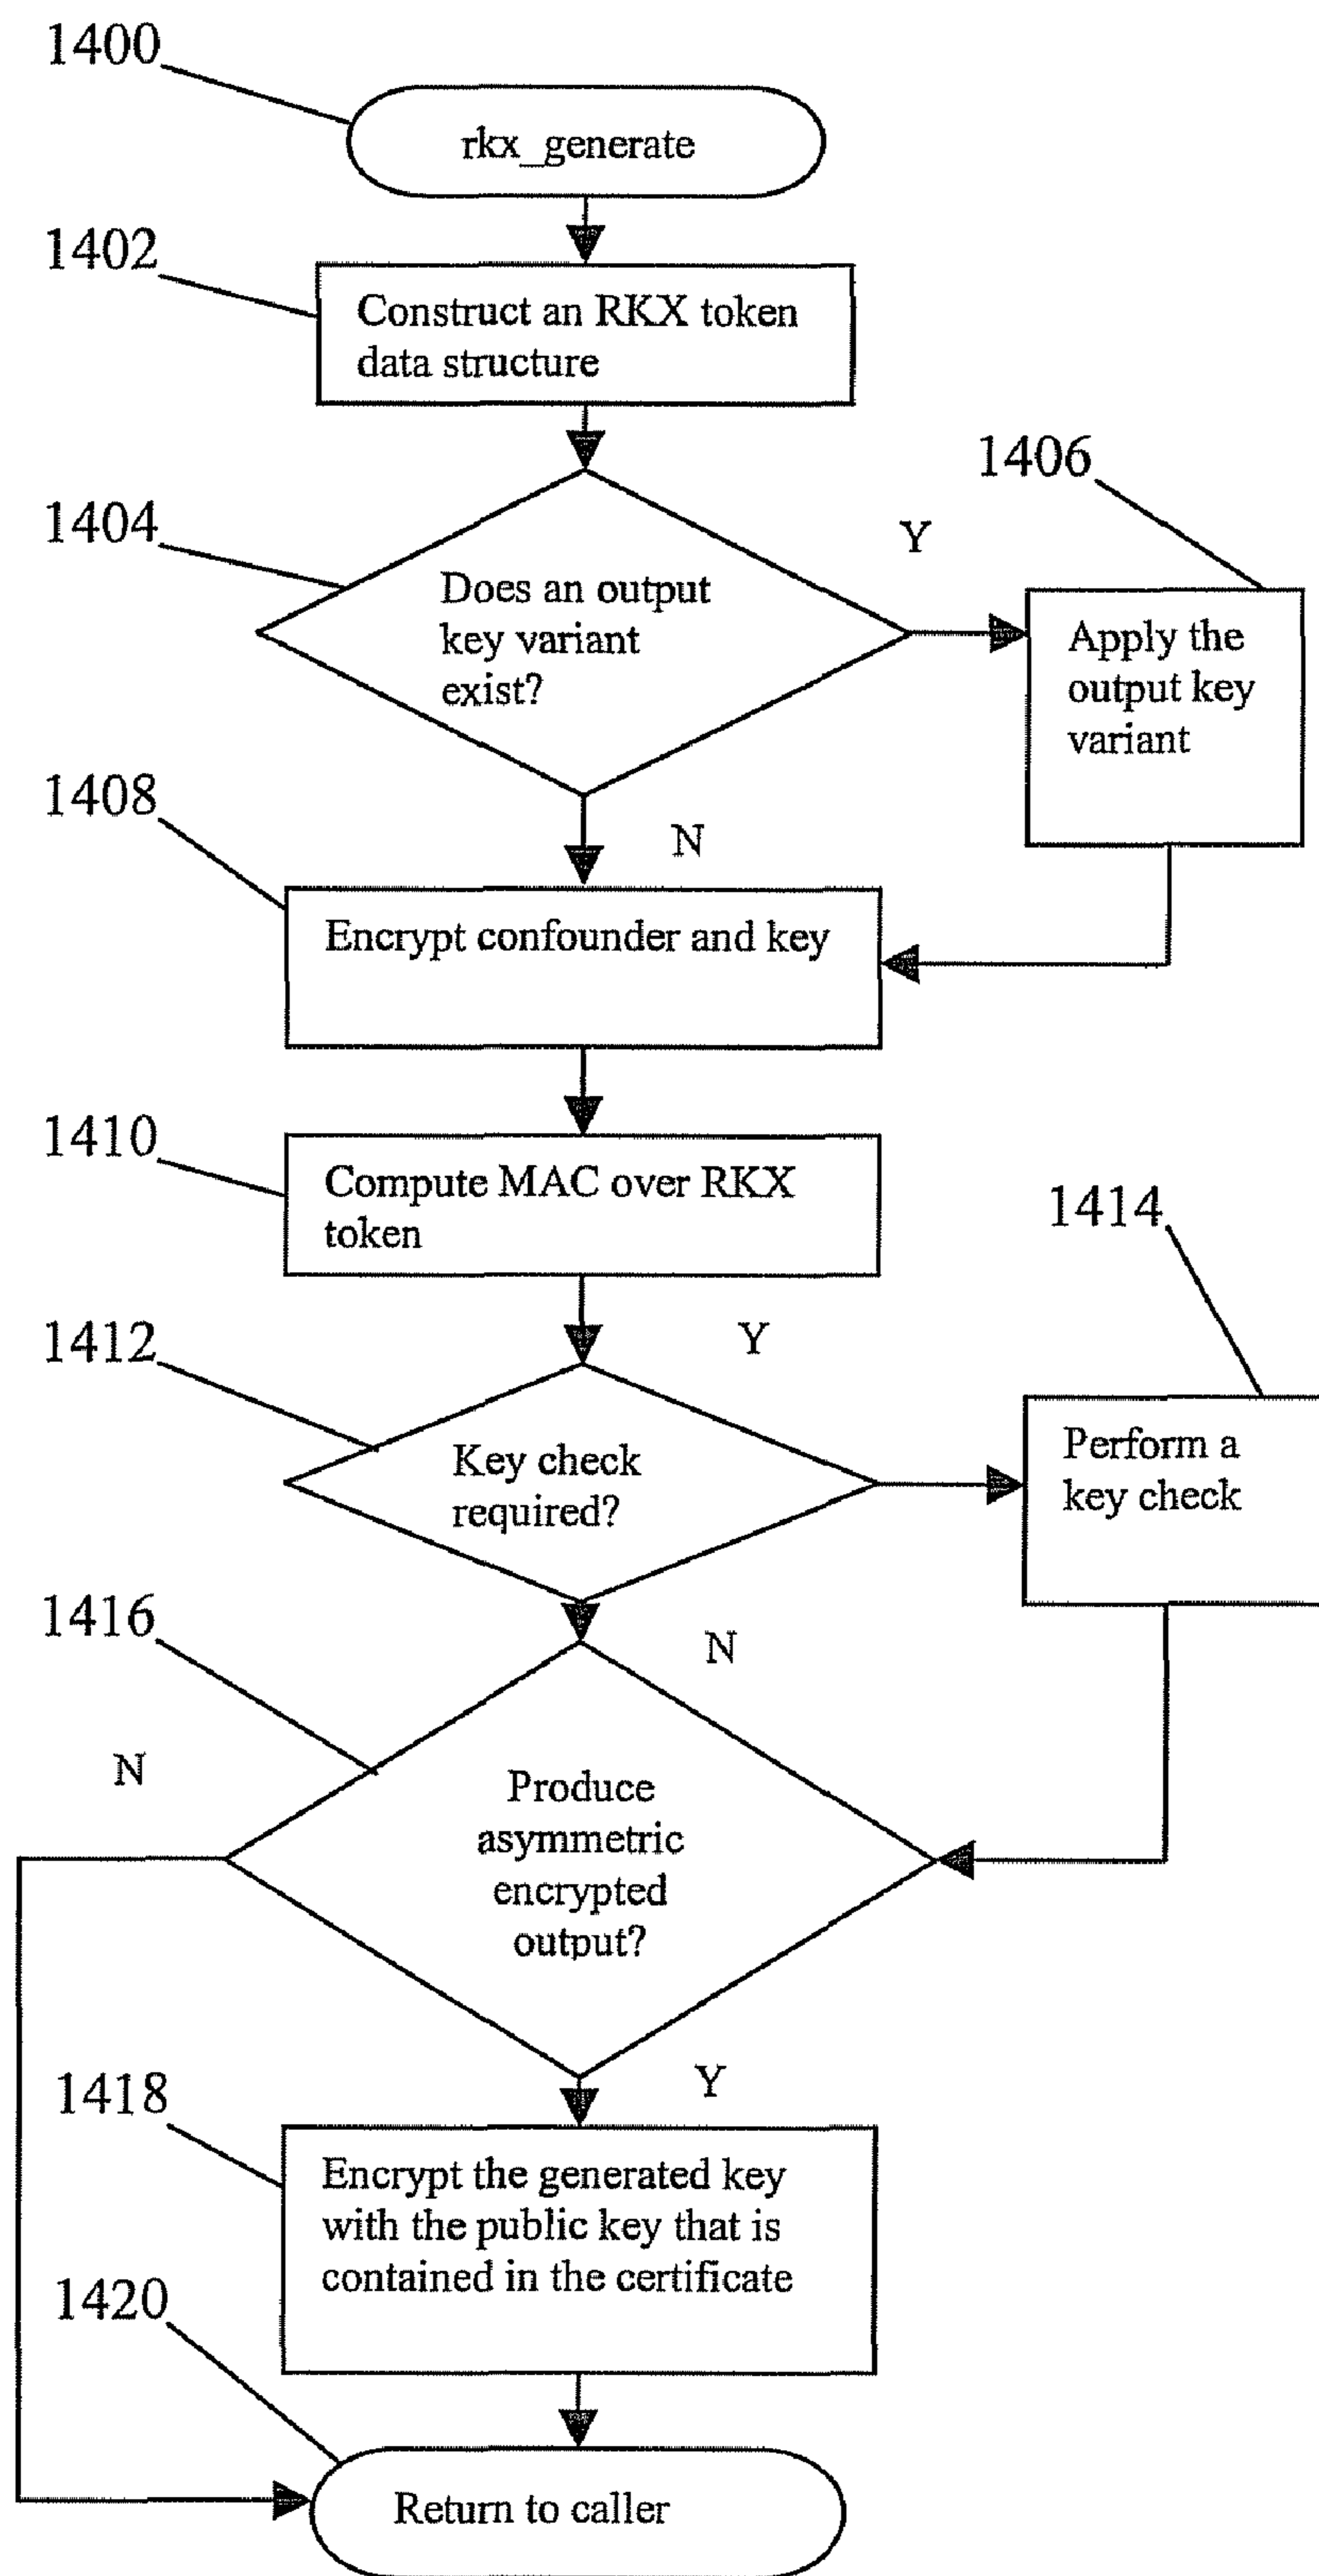 1400
rkx_generate
1402
Construct an RKX token
data structure
1406
1404
Y
Does an output
key variant
exist?
Apply the
output key
variant
1408
N
Encrypt confounder and key
1410
Compute MAC over RKX
token
1414
1412
Y
Key check
required?
Perform a
key check
1416
N
N
Produce
asymmetric
encrypted
output?
1418
Y
Encrypt the generated key
with the public key that is
contained in the certificate
1420
Return to caller